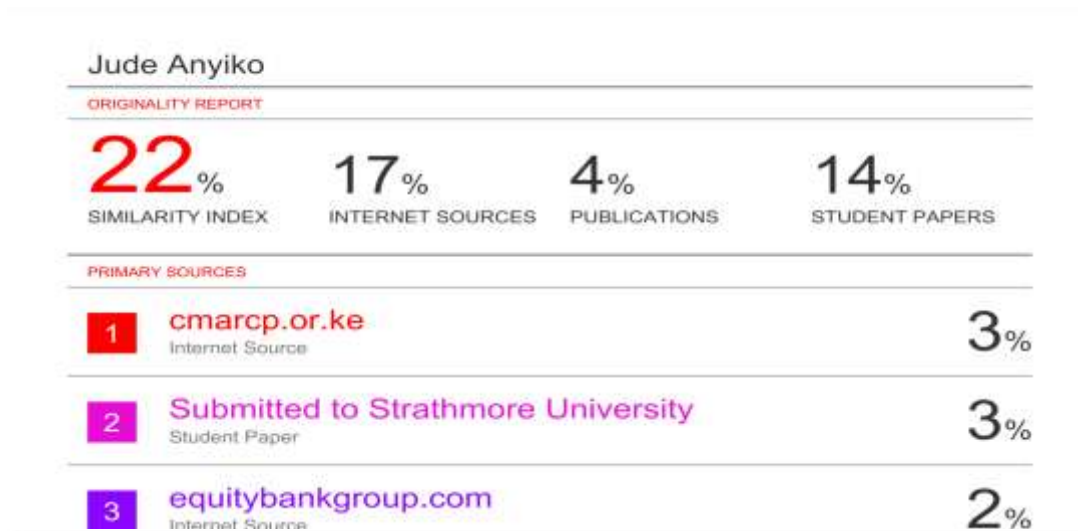 Jude Anyiko
ORIGINALITY REPORT
22% 17% 4% 14%
SIMILARITY INDEX INTERNET SOURCES PUBLICATIONS STUDENT PAPERS
PRIMARY SOURCES
1 cmarcp.or.ke 3%
Internet Source
2 Submitted to Strathmore University 3%
Student Paper
3 equitybankgroup.com 2%
Internet Source